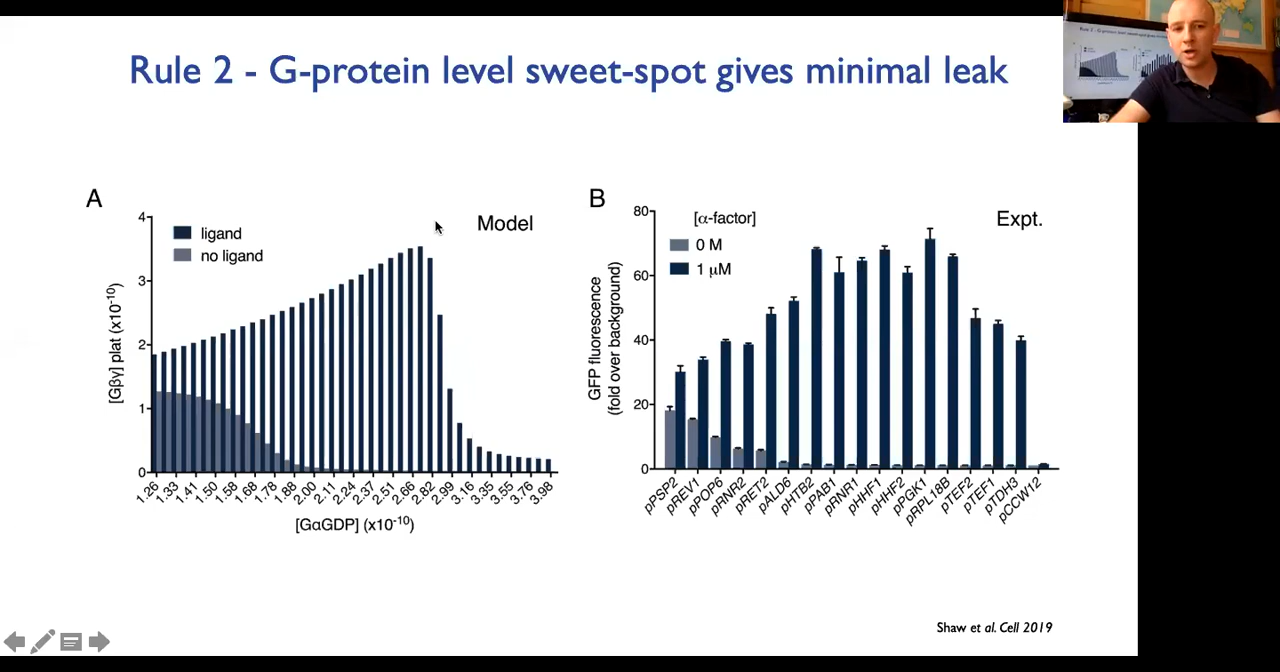 Rule 2 - G-protein level sweet-spot gives minimal leak
A
ligand
no ligand
Model
[Gβγ] plat (x10-10)
4
3
2
1
0
1.26 1.33 1.41 1.50 1.58 1.68 1.78 1.88 2.00 2.11 2.24 2.37 2.51 2.66 2.82 2.99 3.16 3.35 3.55 3.76 3.98
[GαGDP] (x10-10)
B
[α-factor]
0 M
1 µM
Expt.
GFP fluorescence
(fold over background)
80
60
40
20
0
pPSP2 pREV1 pPOP6 pRNR2 pRET2 pALD6 pHTB2 pPAB1 pRNR1 pHHF1 pHHF2 pPGK1 pRPL18B pTEF2 pTEF1 pTDH3 pCCW12
Shaw et al. Cell 2019